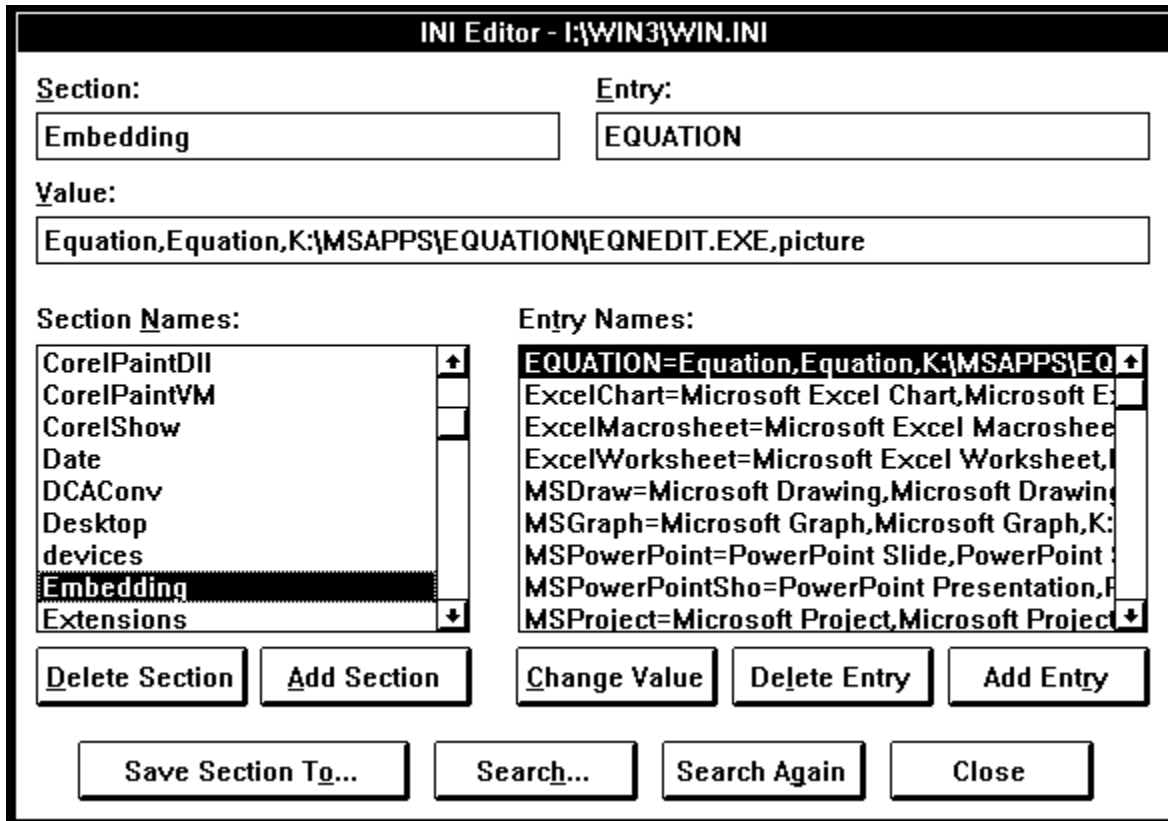 INI Editor - I:\WIN3\WIN.INI
Section:
Entry:
Embedding
EQUATION
Value:
Equation,Equation,K:\MSAPPS\EQUATION\EQNEDIT.EXE,picture
Section Names:
CorelPaintDll
CorelPaintVM
CorelShow
Date
DCAConv
Desktop
devices
Embedding
Extensions
Entry Names:
EQUATION=Equation,Equation,K:\MSAPPS\EQ
ExcelChart=Microsoft Excel Chart,Microsoft Ex
ExcelMacrosheet=Microsoft Excel Macroshee
ExcelWorksheet=Microsoft Excel Worksheet,
MSDraw=Microsoft Drawing,Microsoft Drawing
MSGraph=Microsoft Graph,Microsoft Graph,K:
MSPowerPoint=PowerPoint Slide,PowerPoint
MSPowerPointSho=PowerPoint Presentation,
MSProject=Microsoft Project,Microsoft Project
Delete Section
Add Section
Change Value
Delete Entry
Add Entry
Save Section To...
Search...
Search Again
Close